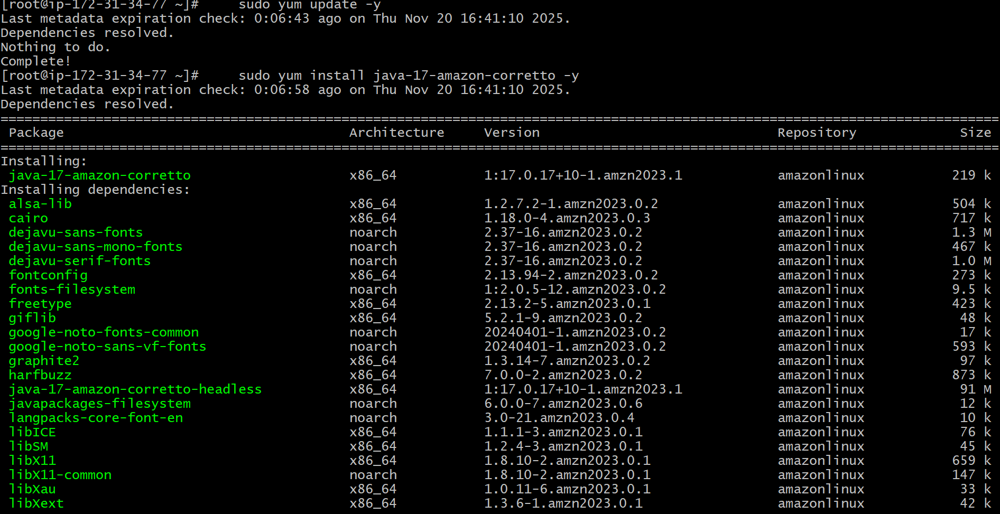 [root@ip-172-31-34-77 ~]#     sudo yum update -y
Last metadata expiration check: 0:06:43 ago on Thu Nov 20 16:41:10 2025.
Dependencies resolved.
Nothing to do.
Complete!
[root@ip-172-31-34-77 ~]#     sudo yum install java-17-amazon-corretto -y
Last metadata expiration check: 0:06:58 ago on Thu Nov 20 16:41:10 2025.
Dependencies resolved.
==============================================================================================================================
 Package                                    Architecture     Version                              Repository             Size
==============================================================================================================================
Installing:
 java-17-amazon-corretto                    x86_64           1:17.0.17+10-1.amzn2023.1            amazonlinux           219 k
Installing dependencies:
 alsa-lib                                   x86_64           1.2.7.2-1.amzn2023.0.2               amazonlinux           504 k
 cairo                                      x86_64           1.18.0-4.amzn2023.0.3                amazonlinux           717 k
 dejavu-sans-fonts                          noarch           2.37-16.amzn2023.0.2                 amazonlinux           1.3 M
 dejavu-sans-mono-fonts                     noarch           2.37-16.amzn2023.0.2                 amazonlinux           467 k
 dejavu-serif-fonts                         noarch           2.37-16.amzn2023.0.2                 amazonlinux           1.0 M
 fontconfig                                 x86_64           2.13.94-2.amzn2023.0.2               amazonlinux           273 k
 fonts-filesystem                           noarch           1:2.0.5-12.amzn2023.0.2              amazonlinux           9.5 k
 freetype                                   x86_64           2.13.2-5.amzn2023.0.1                amazonlinux           423 k
 giflib                                     x86_64           5.2.1-9.amzn2023.0.2                 amazonlinux            48 k
 google-noto-fonts-common                   noarch           20240401-1.amzn2023.0.2              amazonlinux            17 k
 google-noto-sans-vf-fonts                  noarch           20240401-1.amzn2023.0.2              amazonlinux           593 k
 graphite2                                  x86_64           1.3.14-7.amzn2023.0.2                amazonlinux            97 k
 harfbuzz                                   x86_64           7.0.0-2.amzn2023.0.2                 amazonlinux           873 k
 java-17-amazon-corretto-headless           x86_64           1:17.0.17+10-1.amzn2023.1            amazonlinux            91 M
 javapackages-filesystem                    noarch           6.0.0-7.amzn2023.0.6                 amazonlinux            12 k
 langpacks-core-font-en                     noarch           3.0-21.amzn2023.0.4                  amazonlinux            10 k
 libICE                                     x86_64           1.1.1-3.amzn2023.0.1                 amazonlinux            76 k
 libSM                                      x86_64           1.2.4-3.amzn2023.0.1                 amazonlinux            45 k
 libX11                                     x86_64           1.8.10-2.amzn2023.0.1                amazonlinux           659 k
 libX11-common                              noarch           1.8.10-2.amzn2023.0.1                amazonlinux           147 k
 libXau                                     x86_64           1.0.11-6.amzn2023.0.1                amazonlinux            33 k
 libXext                                    x86_64           1.3.6-1.amzn2023.0.1                 amazonlinux            42 k